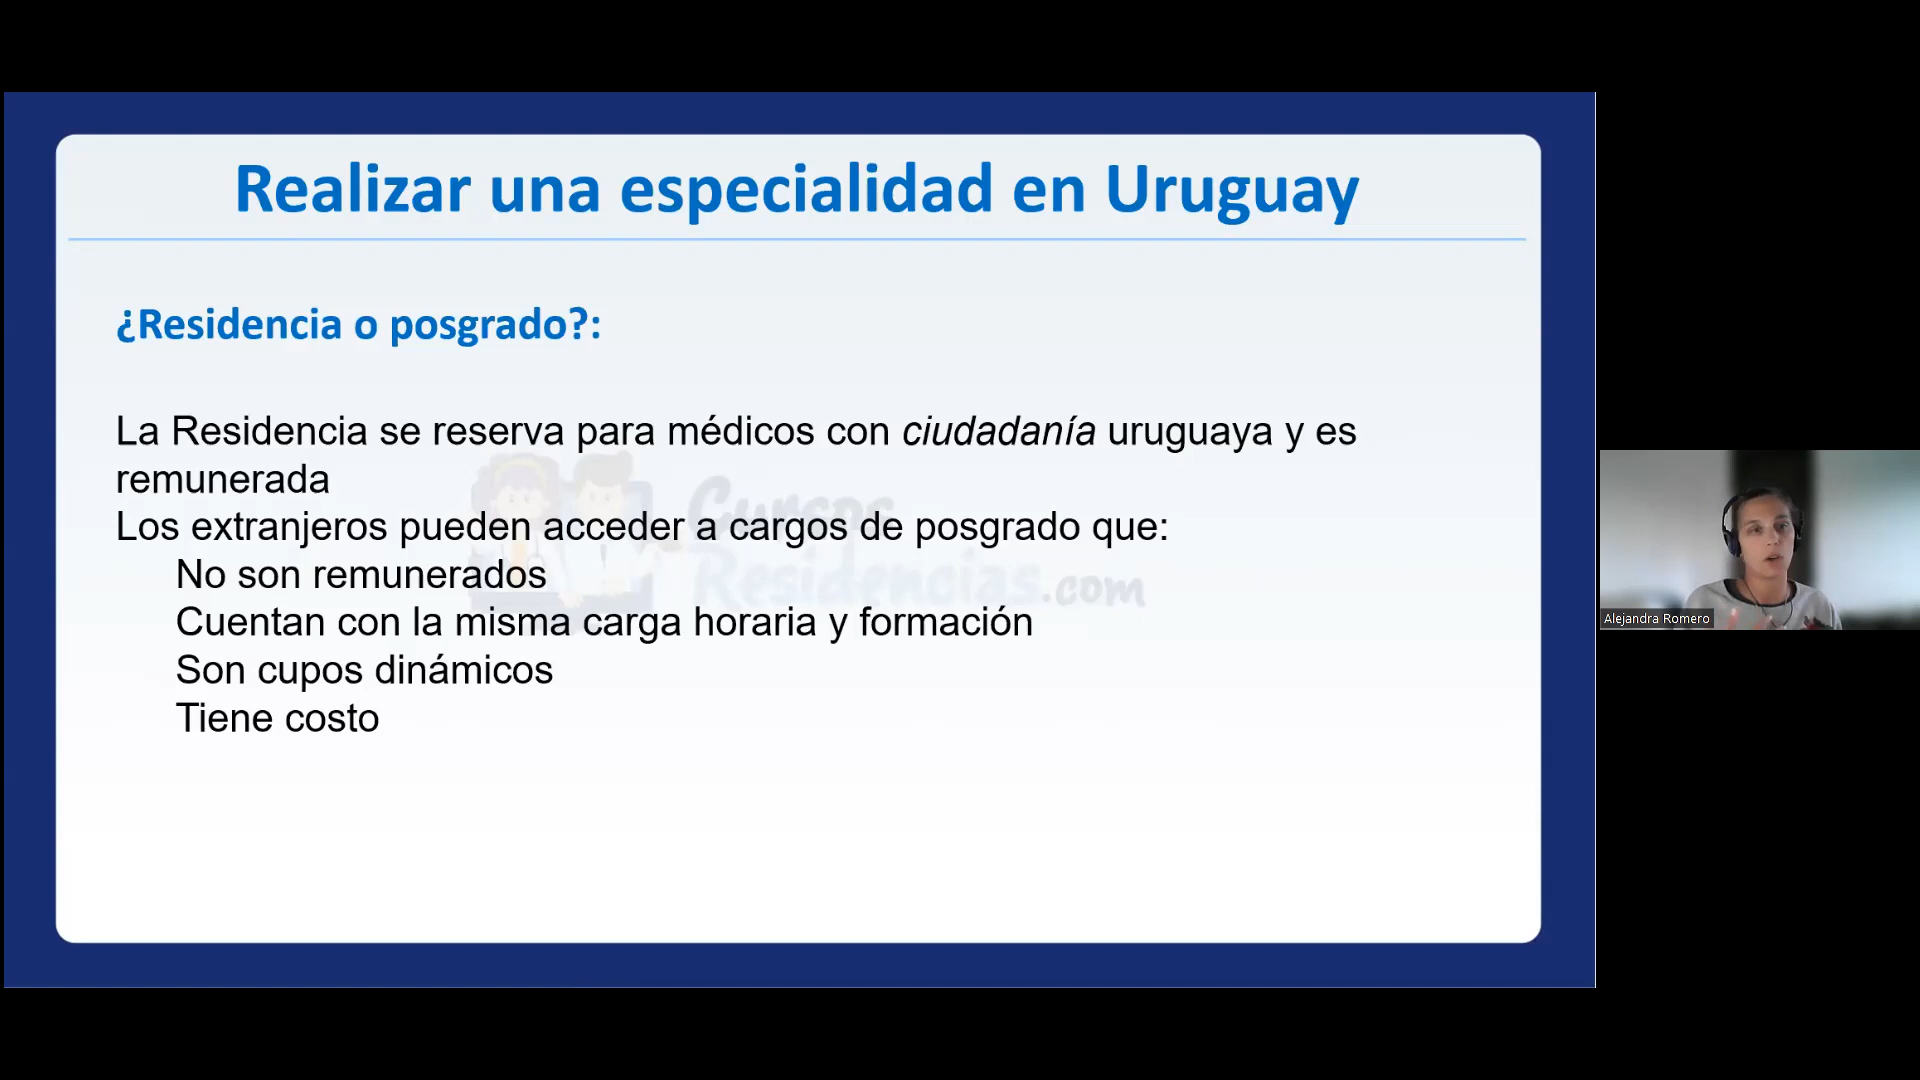 Realizar una especialidad en Uruguay
¿Residencia o posgrado?:
La Residencia se reserva para médicos con ciudadanía uruguaya y es
remunerada
Los extranjeros pueden acceder a cargos de posgrado que:
No son remunerados
Cuentan con la misma carga horaria y formación
Son cupos dinámicos
Tiene costo
Cursos
Residencias.com
Alejandra Romero